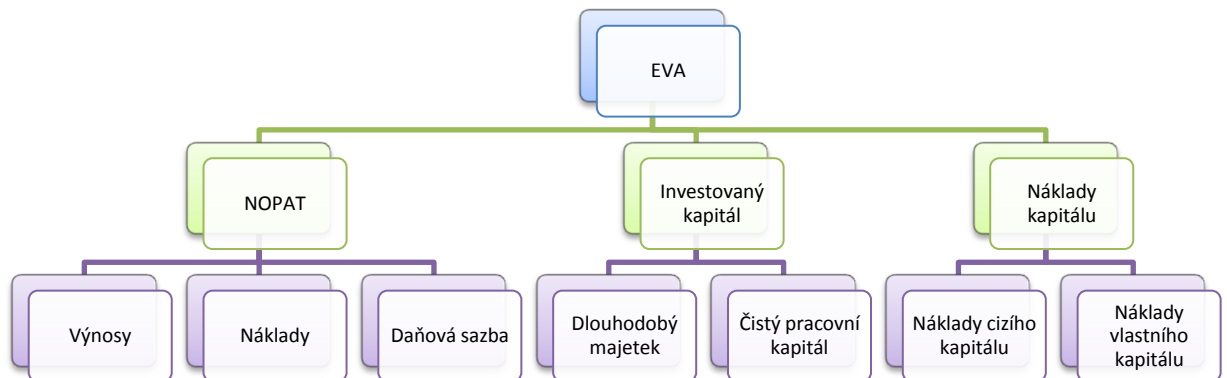 EVA
NOPAT
Investovaný
kapitál
Náklady
kapitálu
Výnosy
Náklady
Daňová sazba
Dlouhodobý
majetek
Čistý pracovní
kapitál
Náklady cizího
kapitálu
Náklady
vlastního
kapitálu